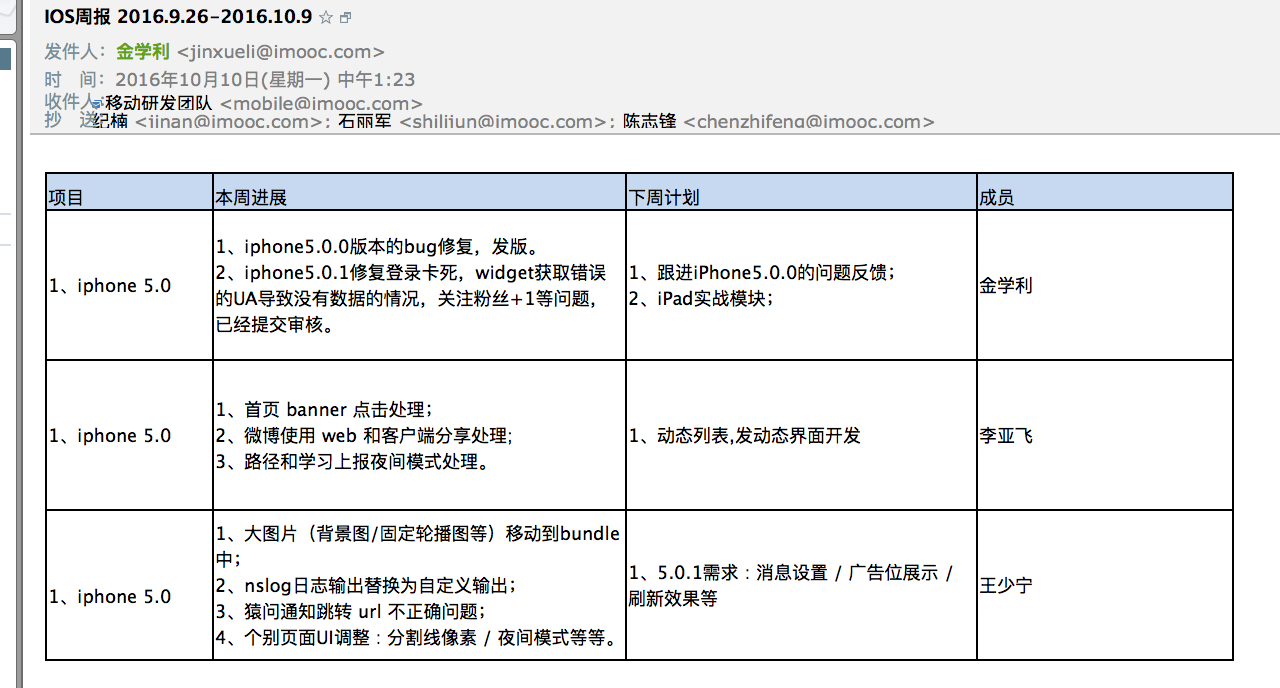 IOS周报 2016.9.26-2016.10.9
发件人：金学利 <jinxueli@imooc.com>
时 间：2016年10月10日(星期一) 中午1:23
收件人：移动研发团队 <mobile@imooc.com>
抄 送：纪楠 <jinan@imooc.com>；石丽军 <shilijun@imooc.com>；陈志锋 <chenzhifeng@imooc.com>
项目 本周进展 下周计划 成员
1、iphone 5.0
1、iphone5.0.0版本的bug修复，发版。
2、iphone5.0.1修复登录卡死，widget获取错误
的UA导致没有数据的情况，关注粉丝+1等问题，
已经提交审核。
1、跟进iPhone5.0.0的问题反馈；
2、iPad实战模块；
金学利
1、iphone 5.0
1、首页 banner 点击处理；
2、微博使用 web 和客户端分享处理;
3、路径和学习上报夜间模式处理。
1、动态列表,发动态界面开发
李亚飞
1、iphone 5.0
1、大图片（背景图/固定轮播图等）移动到bundle
中；
2、nslog日志输出替换为自定义输出；
3、猿问通知跳转 url 不正确问题；
4、个别页面UI调整：分割线像素 / 夜间模式等等。
1、5.0.1需求：消息设置 / 广告位展示 /
刷新效果等
王少宁